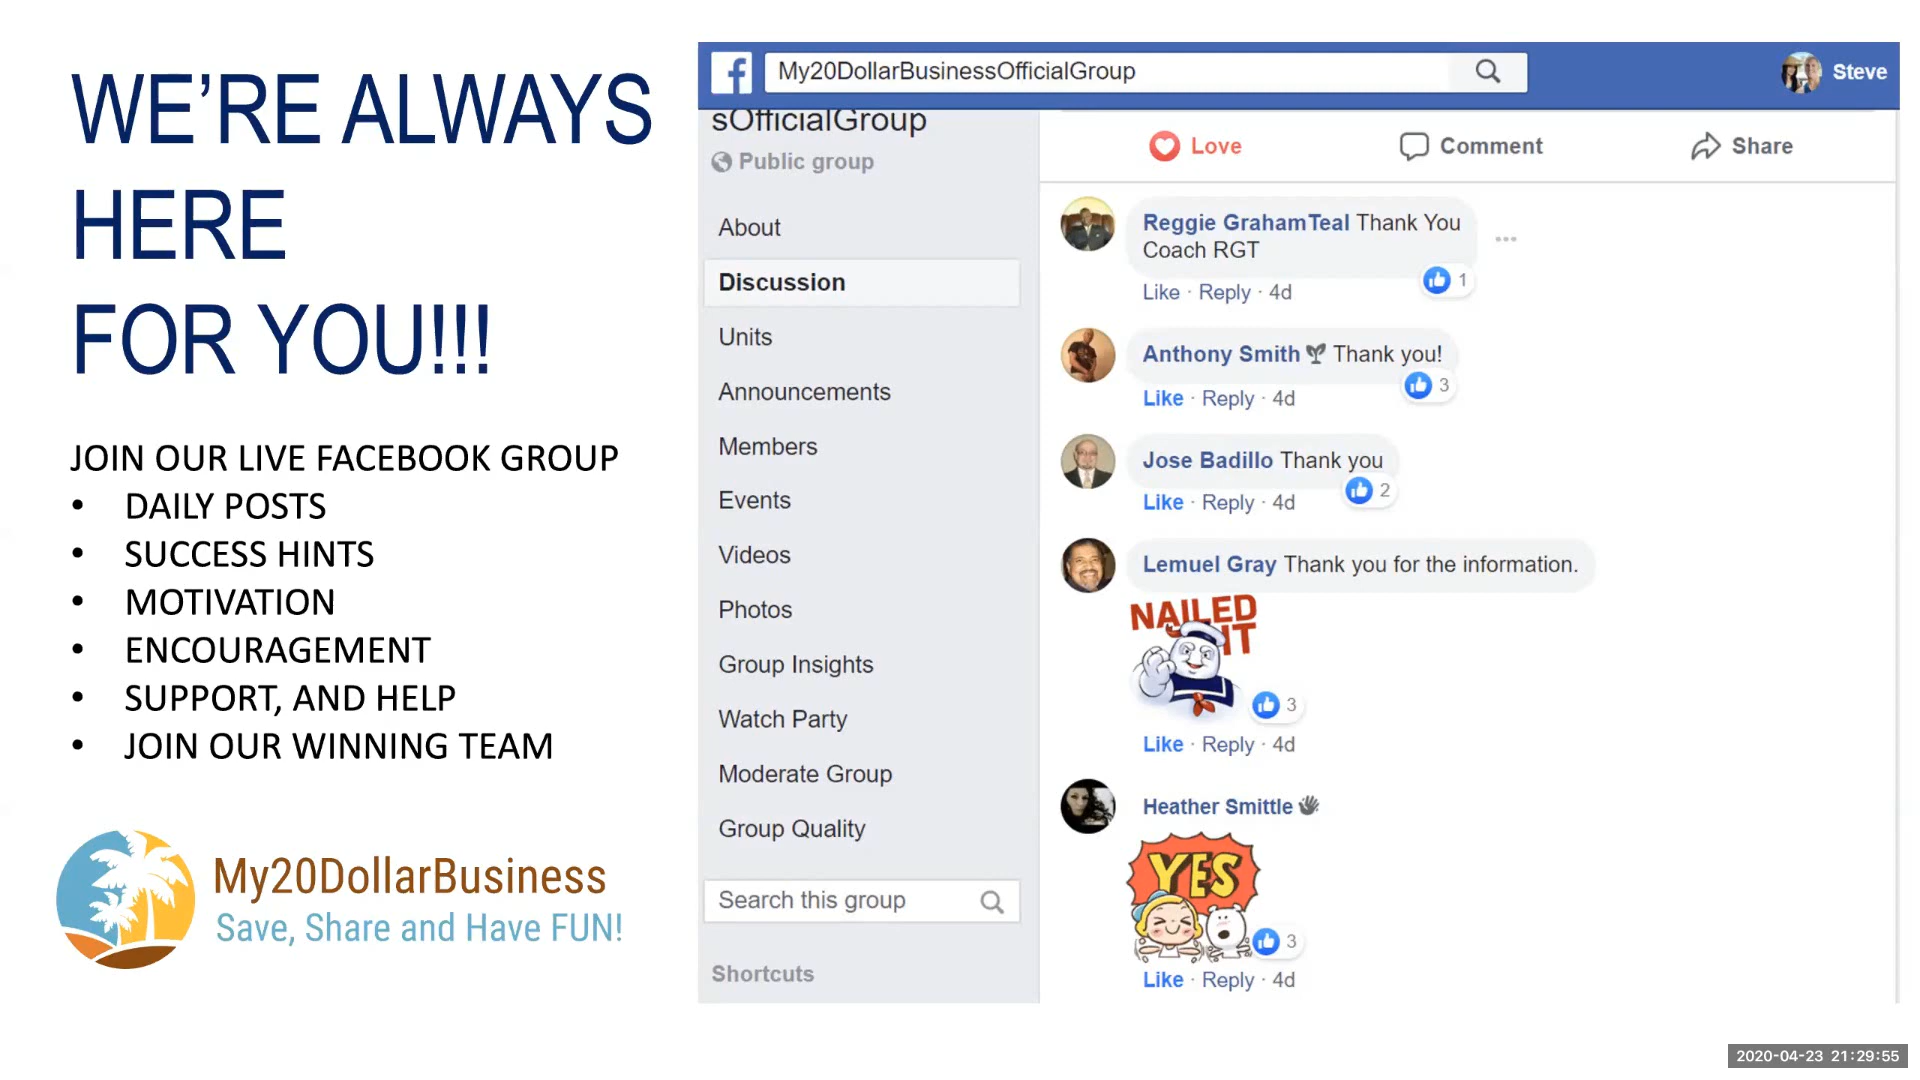 WE'RE ALWAYS
HERE
FOR YOU!!!
JOIN OUR LIVE FACEBOOK GROUP
• DAILY POSTS
• SUCCESS HINTS
• MOTIVATION
• ENCOURAGEMENT
• SUPPORT, AND HELP
• JOIN OUR WINNING TEAM
My20DollarBusiness
Save, Share and Have FUN!
My20DollarBusinessOfficialGroup
Steve
sOfficialGroup
Public group
About
Discussion
Units
Announcements
Members
Events
Videos
Photos
Group Insights
Watch Party
Moderate Group
Group Quality
Search this group
Shortcuts
Love Comment Share
Reggie GrahamTeal Thank You
Coach RGT
1
Like · Reply · 4d
Anthony Smith Thank you!
3
Like · Reply · 4d
Jose Badillo Thank you
2
Like · Reply · 4d
Lemuel Gray Thank you for the information.
NAILED
IT
3
Like · Reply · 4d
Heather Smittle
YES
3
Like · Reply · 4d
2020-04-23 21:29:55